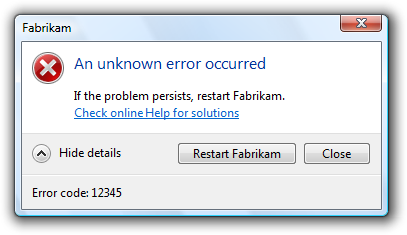 Fabrikam
An unknown error occurred
If the problem persists, restart Fabrikam.
Check online Help for solutions
Hide details
Restart Fabrikam
Close
Error code: 12345